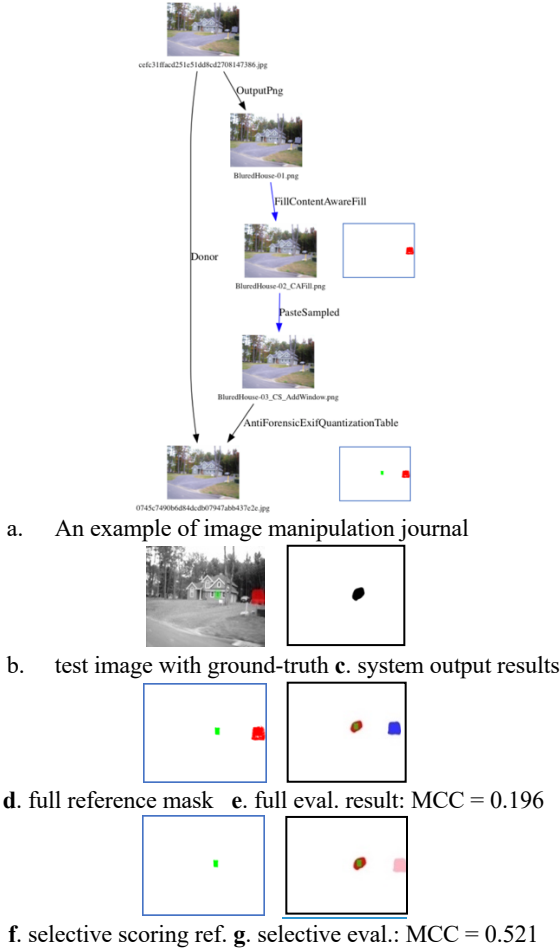 cefc31ffacd251e51dd8cd2708147386.jpg
OutputPng
BluredHouse-01.png
FillContentAwareFill
Donor
BluredHouse-02_CAFill.png
PasteSampled
BluredHouse-03_CS_AddWindow.png
AntiForensicExifQuantizationTable
0745c7490b6d84dcdb07947abb437e2e.jpg
a. An example of image manipulation journal
b. test image with ground-truth c. system output results
d. full reference mask e. full eval. result: MCC = 0.196
f. selective scoring ref. g. selective eval.: MCC = 0.521